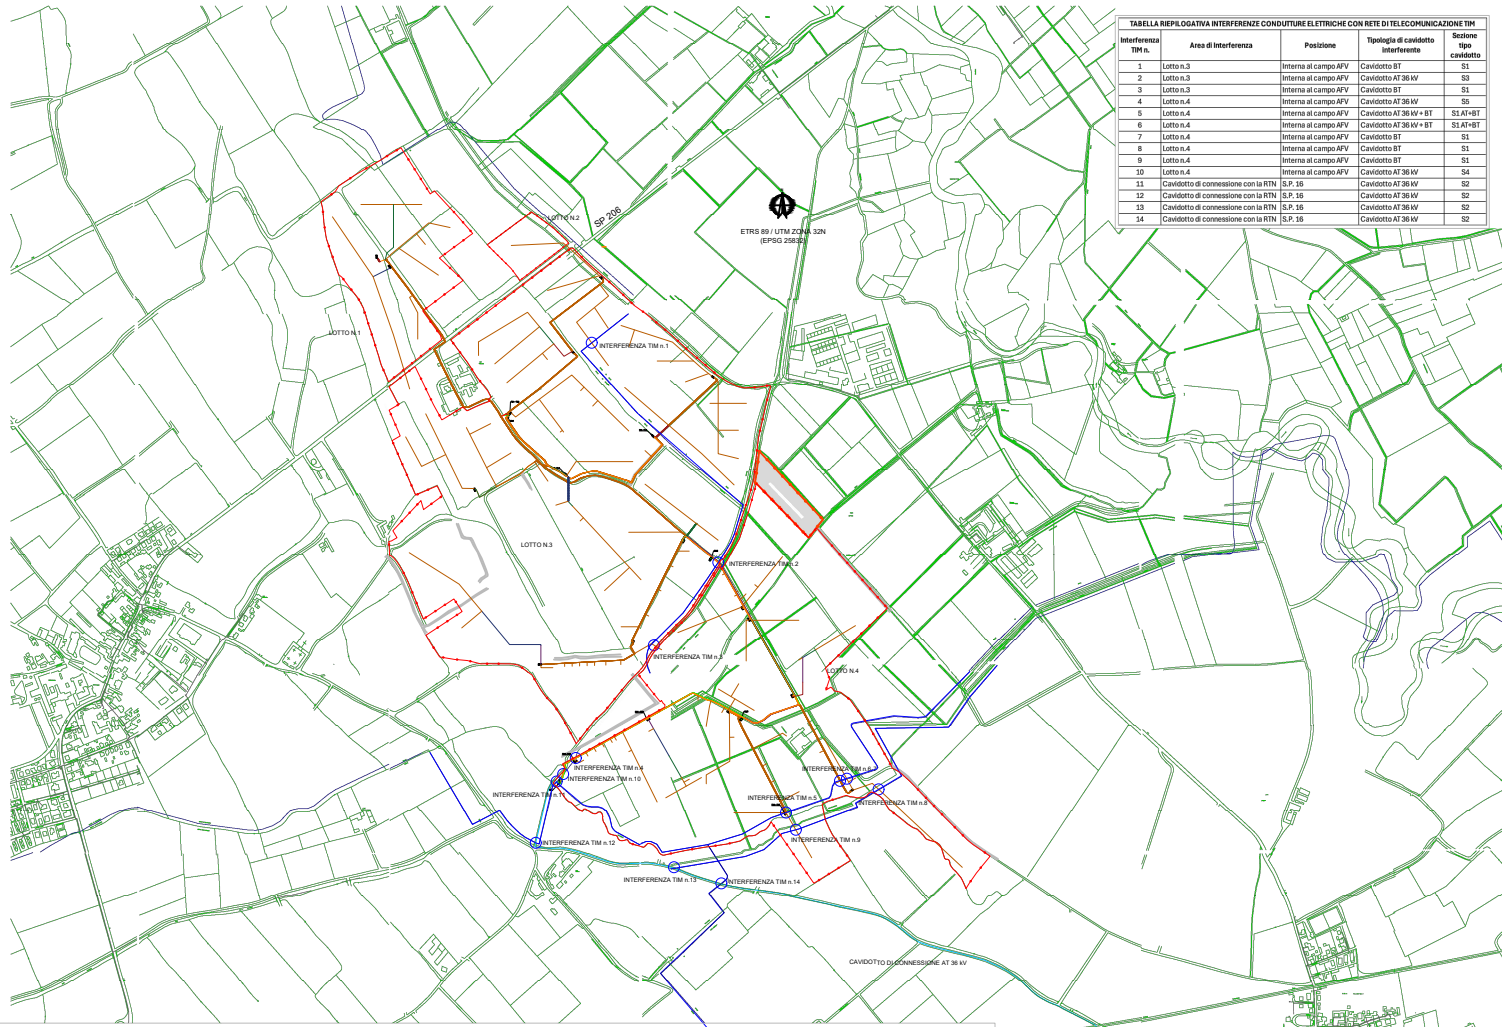 TABELLA RIEPILOGATIVA INTERFERENZE CONDUTTURE ELETTRICHE CON RETE DI TELECOMUNICAZIONE TIM
Interferenza TIM n. Area di Interferenza Posizione Tipologia di cavidotto interferente Sezione tipo cavidotto
1 Lotto n.3 Interna al campo AFV Cavidotto BT S1
2 Lotto n.3 Interna al campo AFV Cavidotto AT 36 kV S3
3 Lotto n.3 Interna al campo AFV Cavidotto BT S1
4 Lotto n.4 Interna al campo AFV Cavidotto AT 36 kV S5
5 Lotto n.4 Interna al campo AFV Cavidotto AT 36 kV + BT S1 AT+BT
6 Lotto n.4 Interna al campo AFV Cavidotto AT 36 kV + BT S1 AT+BT
7 Lotto n.4 Interna al campo AFV Cavidotto BT S1
8 Lotto n.4 Interna al campo AFV Cavidotto BT S1
9 Lotto n.4 Interna al campo AFV Cavidotto BT S1
10 Lotto n.4 Interna al campo AFV Cavidotto AT 36 kV S4
11 Cavidotto di connessione con la RTN S.P. 16 Cavidotto AT 36 kV S2
12 Cavidotto di connessione con la RTN S.P. 16 Cavidotto AT 36 kV S2
13 Cavidotto di connessione con la RTN S.P. 16 Cavidotto AT 36 kV S2
14 Cavidotto di connessione con la RTN S.P. 16 Cavidotto AT 36 kV S2
LOTTO N.2
SP 206
ETRS 89 / UTM ZONA 32N
(EPSG 25832)
LOTTO N.1
INTERFERENZA TIM n.1
LOTTO N.3
INTERFERENZA TIM n.2
INTERFERENZA TIM n.3
LOTTO N.4
INTERFERENZA TIM n.4
INTERFERENZA TIM n.6
INTERFERENZA TIM n.10
INTERFERENZA TIM n.11
INTERFERENZA TIM n.5
INTERFERENZA TIM n.8
INTERFERENZA TIM n.9
INTERFERENZA TIM n.12
INTERFERENZA TIM n.13
INTERFERENZA TIM n.14
CAVIDOTTO DI CONNESSIONE AT 36 kV